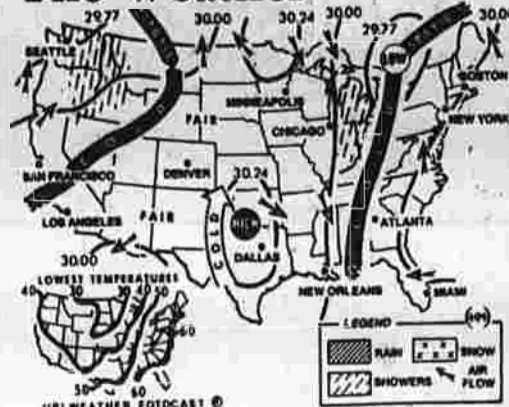 29.77 30.00 30.24 30.00 29.77 30.00
SEATTLE
LOW
BOSTON
MINNEAPOLIS
NEW YORK
FAIR
CHICAGO
SAN FRANCISCO
DENVER
30.24
LOS ANGELES
FAIR
COLD
HIGH
ATLANTA
DALLAS
30.00
LOWEST TEMPERATURES
NEW ORLEANS
MIAMI
40 30 30 40 50
60
50 60
LEGEND
RAIN
SNOW
SHOWERS
AIR FLOW
UPI WEATHER FOTOCAST ©